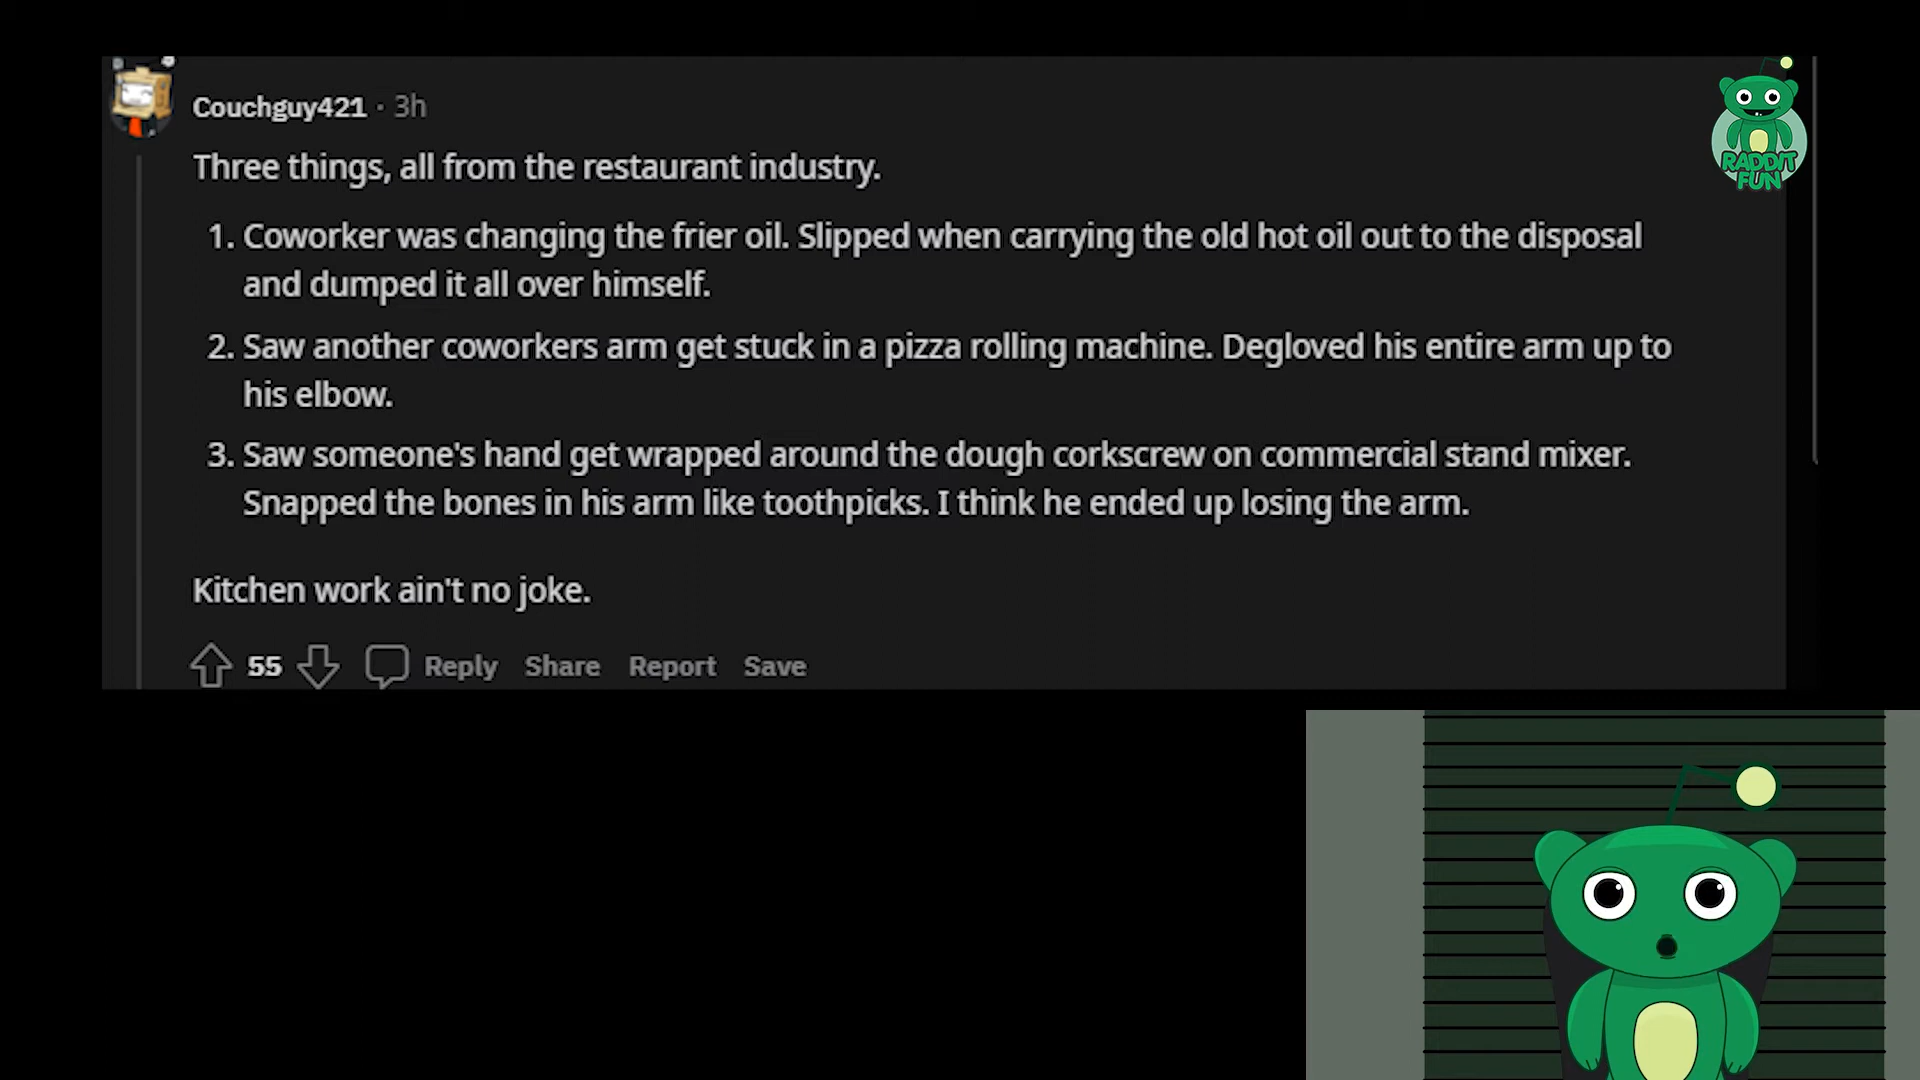 Couchguy421 · 3h
RADDIT
FUN
Three things, all from the restaurant industry.
1. Coworker was changing the frier oil. Slipped when carrying the old hot oil out to the disposal
and dumped it all over himself.
2. Saw another coworkers arm get stuck in a pizza rolling machine. Degloved his entire arm up to
his elbow.
3. Saw someone's hand get wrapped around the dough corkscrew on commercial stand mixer.
Snapped the bones in his arm like toothpicks. I think he ended up losing the arm.
Kitchen work ain't no joke.
55 Reply Share Report Save